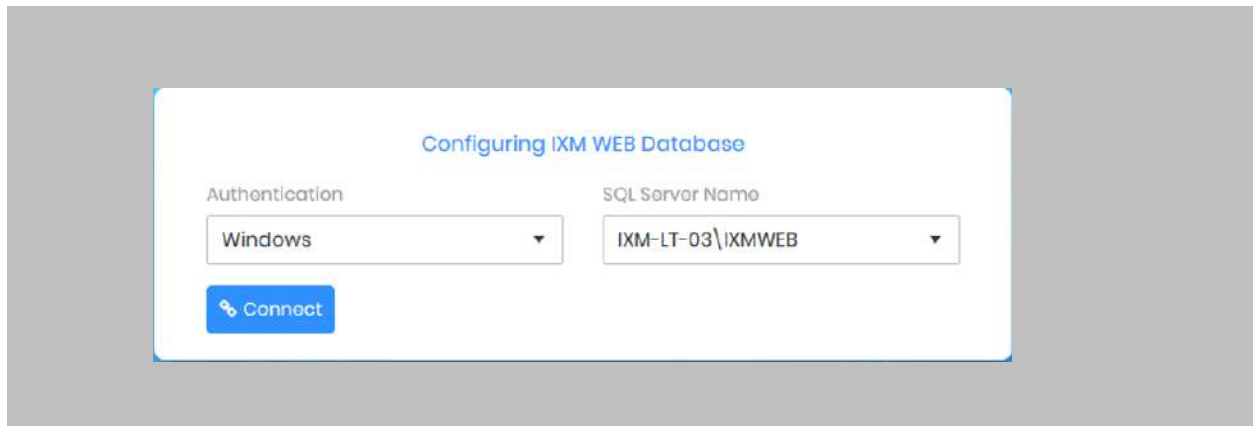 Configuring IXM WEB Database
Authentication
SQL Server Name
Windows
IXM-LT-03\IXMWEB
Connect